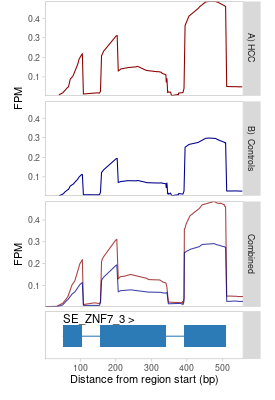 0.4
0.3
0.2
0.1
FPM
A) HCC
0.4
0.3
0.2
0.1
B) Controls
0.4
0.3
0.2
0.1
FPM
Combined
SE_ZNF7_3 >
100 200 300 400 500
Distance from region start (bp)